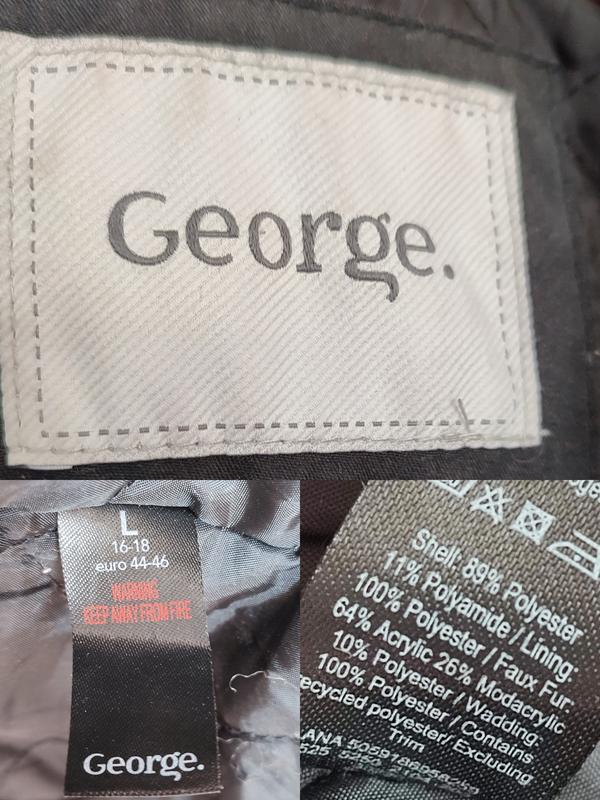 George.
L
16-18
euro 44-46
WARNING
KEEP AWAY FROM FIRE
George.
Shell: 89% Polyester
11% Polyamide / Lining:
100% Polyester / Faux Fur:
64% Acrylic 26% Modacrylic
10% Polyester / Wadding:
100% Polyester / Contains
recycled polyester/ Excluding
Trim